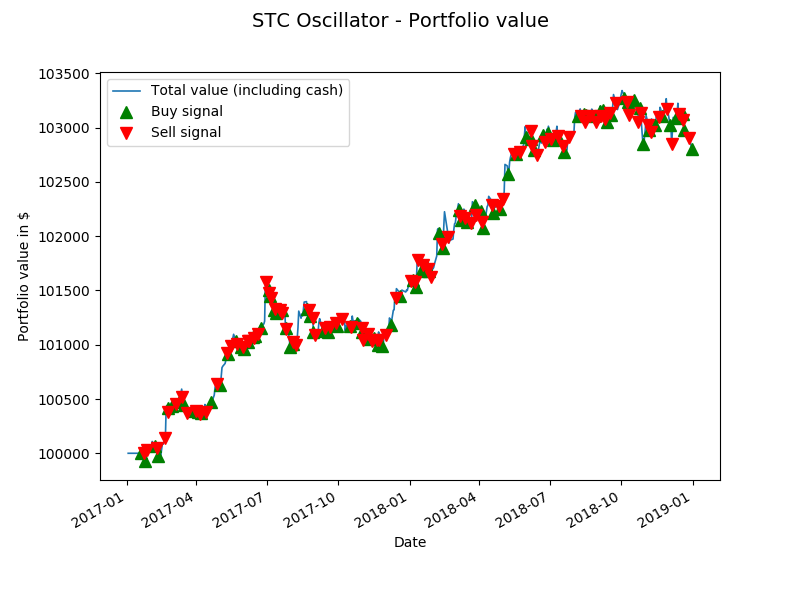 STC Oscillator - Portfolio value
103500
103000
102500
102000
101500
101000
100500
100000
Portfolio value in $
Total value (including cash)
Buy signal
Sell signal
2017-01
2017-04
2017-07
2017-10
2018-01
2018-04
2018-07
2018-10
2019-01
Date